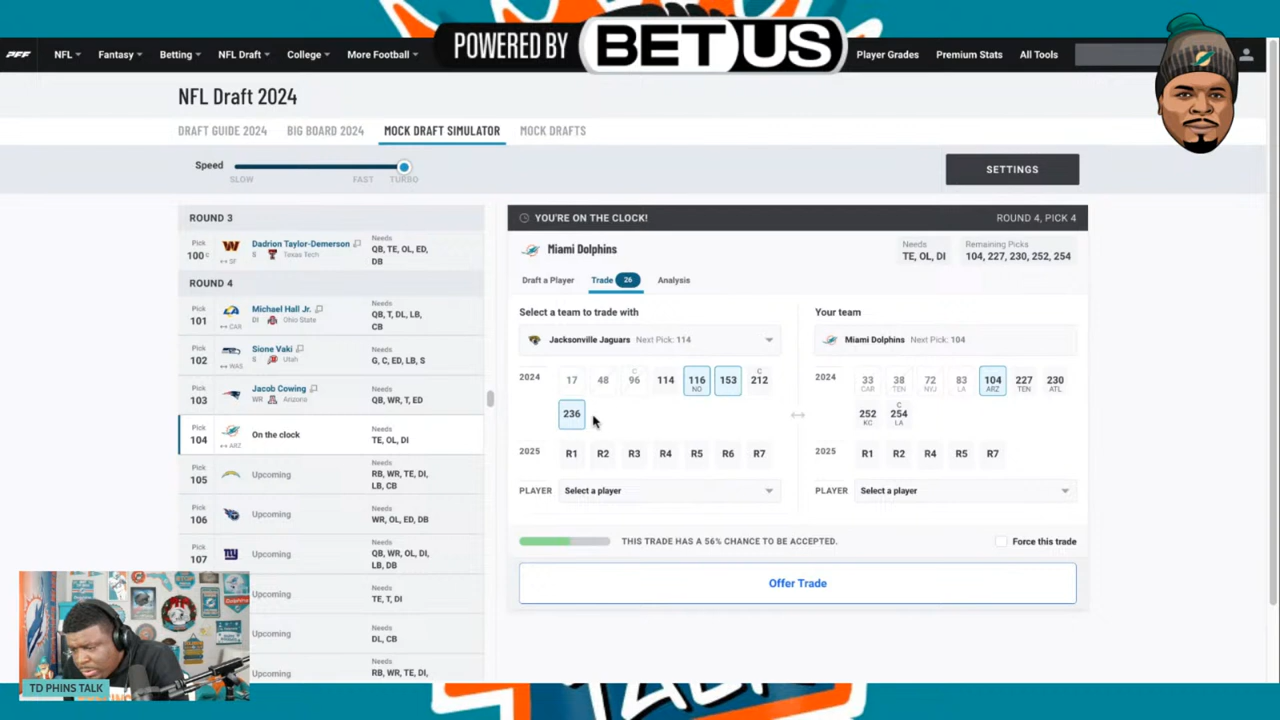 POWERED BY BETUS
PFF NFL Fantasy Betting NFL Draft College More Football Player Grades Premium Stats All Tools
NFL Draft 2024
DRAFT GUIDE 2024 BIG BOARD 2024 MOCK DRAFT SIMULATOR MOCK DRAFTS
Speed
SLOW FAST TURBO
SETTINGS
ROUND 3
Pick 100 C
SF
Dadrion Taylor-Demerson
S Texas Tech
Needs
QB, TE, OL, ED, DB
ROUND 4
Pick 101
CAR
Michael Hall Jr.
DI Ohio State
Needs
QB, T, DL, LB, CB
Pick 102
WAS
Sione Vaki
S Utah
Needs
G, C, ED, LB, S
Pick 103
Jacob Cowing
WR Arizona
Needs
QB, WR, T, ED
Pick 104
ARZ
On the clock
Needs
TE, OL, DI
Pick 105
Upcoming
Needs
RB, WR, TE, DI, LB, CB
Pick 106
Upcoming
Needs
WR, OL, ED, DB
Pick 107
Upcoming
Needs
QB, WR, OL, DI, LB, DB
Upcoming
Needs
TE, T, DI
Upcoming
Needs
DL, CB
Upcoming
Needs
RB, WR, TE, DI,
YOU'RE ON THE CLOCK! ROUND 4, PICK 4
Miami Dolphins
Needs
TE, OL, DI
Remaining Picks
104, 227, 230, 252, 254
Draft a Player Trade 26 Analysis
Select a team to trade with
Jacksonville Jaguars Next Pick: 114
2024 17 48 C 96 114 116 NO 153 C 212
236
2025 R1 R2 R3 R4 R5 R6 R7
PLAYER Select a player
Your team
Miami Dolphins Next Pick: 104
2024 33 CAR 38 TEN 72 NYJ 83 LA 104 ARZ 227 TEN 230 ATL
252 KC C 254 LA
2025 R1 R2 R4 R5 R7
PLAYER Select a player
THIS TRADE HAS A 56% CHANCE TO BE ACCEPTED. Force this trade
Offer Trade
TD PHINS TALK
TALK